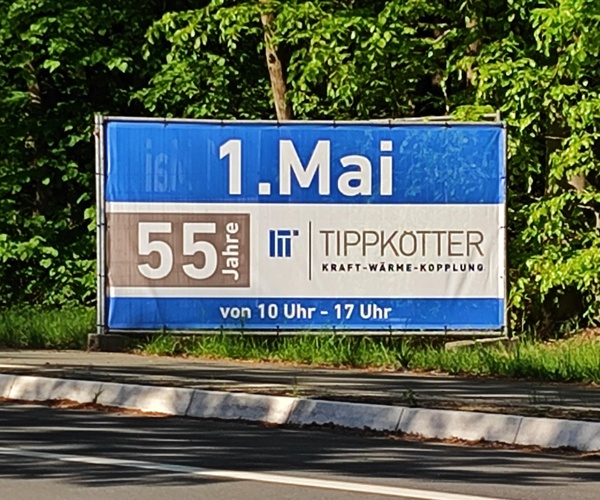 1.Mai
55 Jahre
TIPPKÖTTER
KRAFT-WÄRME-KOPPLUNG
von 10 Uhr - 17 Uhr